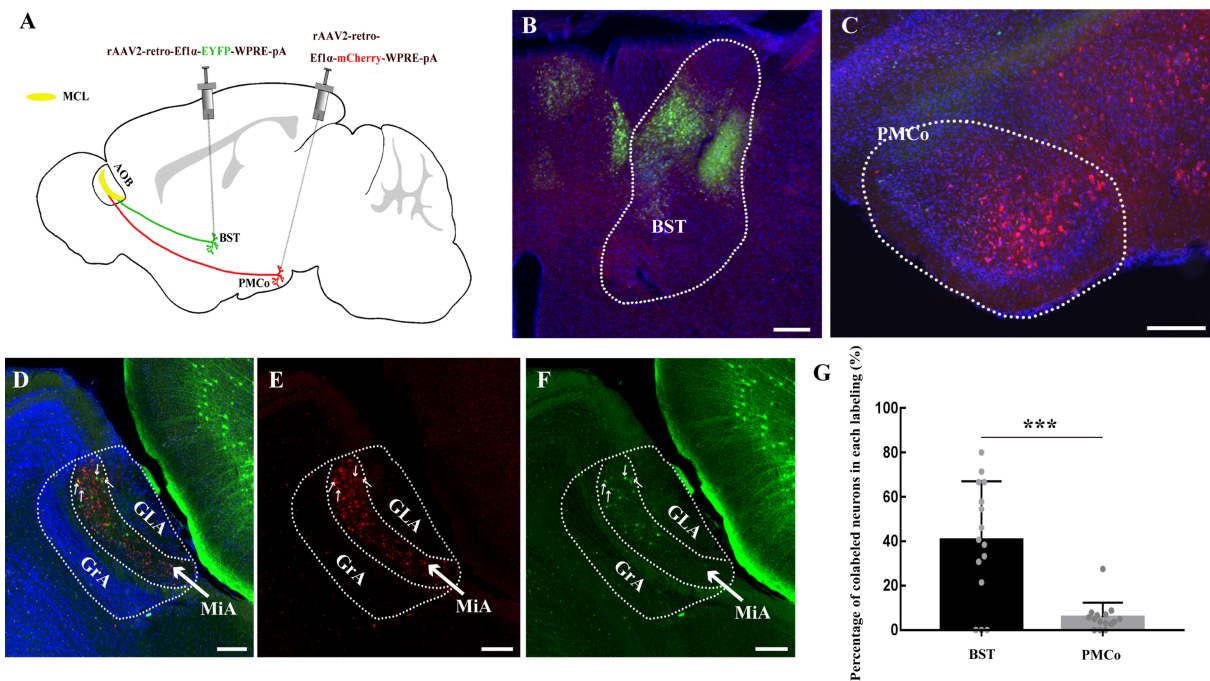 A
rAAV2-retro-Ef1α-EYFP-WPRE-pA
rAAV2-retro-
Ef1α-mCherry-WPRE-pA
MCL
AOB
BST
PMCo
B
BST
C
PMCo
D
GLA
GrA
MiA
E
GLA
GrA
MiA
F
GLA
GrA
MiA
G
Percentage of colabeled neurons in each labeling (%)
***
100
80
60
40
20
0
BST
PMCo